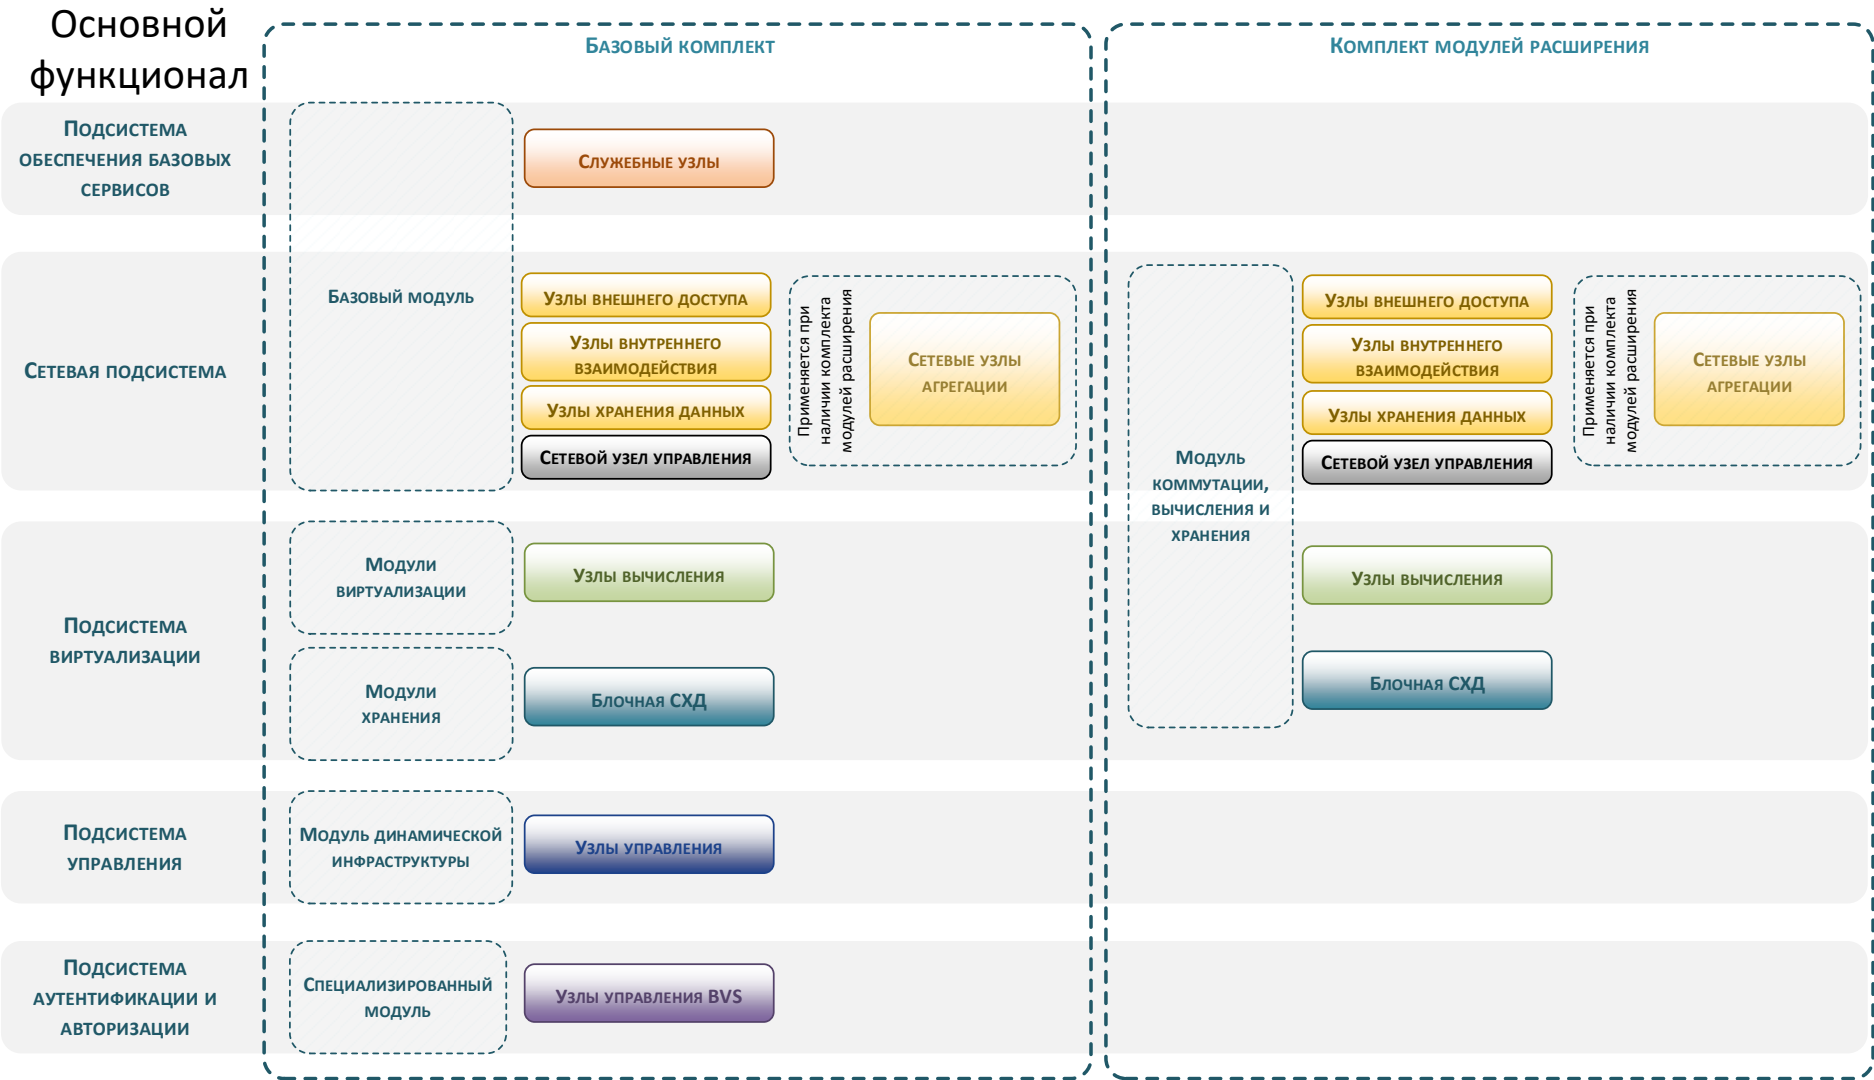 Основной
функционал
Базовый комплект
Комплект модулей расширения
Подсистема
обеспечения базовых
сервисов
Служебные узлы
Базовый модуль
Сетевая подсистема
Узлы внешнего доступа
Узлы внутреннего
взаимодействия
Узлы хранения данных
Сетевой узел управления
Применяется при
наличии комплекта
модулей расширения
Сетевые узлы
агрегации
Модуль
коммутации,
вычисления и
хранения
Узлы внешнего доступа
Узлы внутреннего
взаимодействия
Узлы хранения данных
Сетевой узел управления
Применяется при
наличии комплекта
модулей расширения
Сетевые узлы
агрегации
Подсистема
виртуализации
Модули
виртуализации
Узлы вычисления
Узлы вычисления
Модули
хранения
Блочная СХД
Блочная СХД
Подсистема
управления
Модуль динамической
инфраструктуры
Узлы управления
Подсистема
аутентификации и
авторизации
Специализированный
модуль
Узлы управления BVS